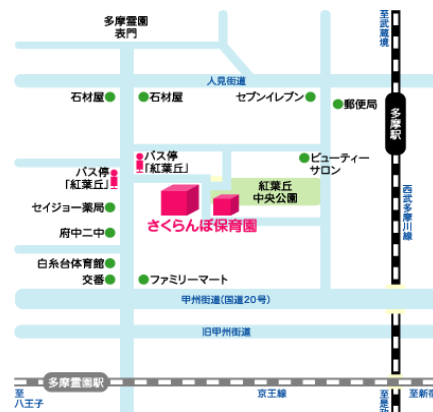 多摩霊園
表門
至武蔵境
人見街道
石材屋
石材屋
セブンイレブン
郵便局
多摩駅
バス停
「紅葉丘」
ビューティー
サロン
バス停
「紅葉丘」
紅葉丘
中央公園
西武多摩川線
セイジョー薬局
さくらんぼ保育園
府中二中
白糸台体育館
交番
ファミリーマート
甲州街道(国道20号)
旧甲州街道
多摩霊園駅
至
八王子
京王線
至是政
至新宿